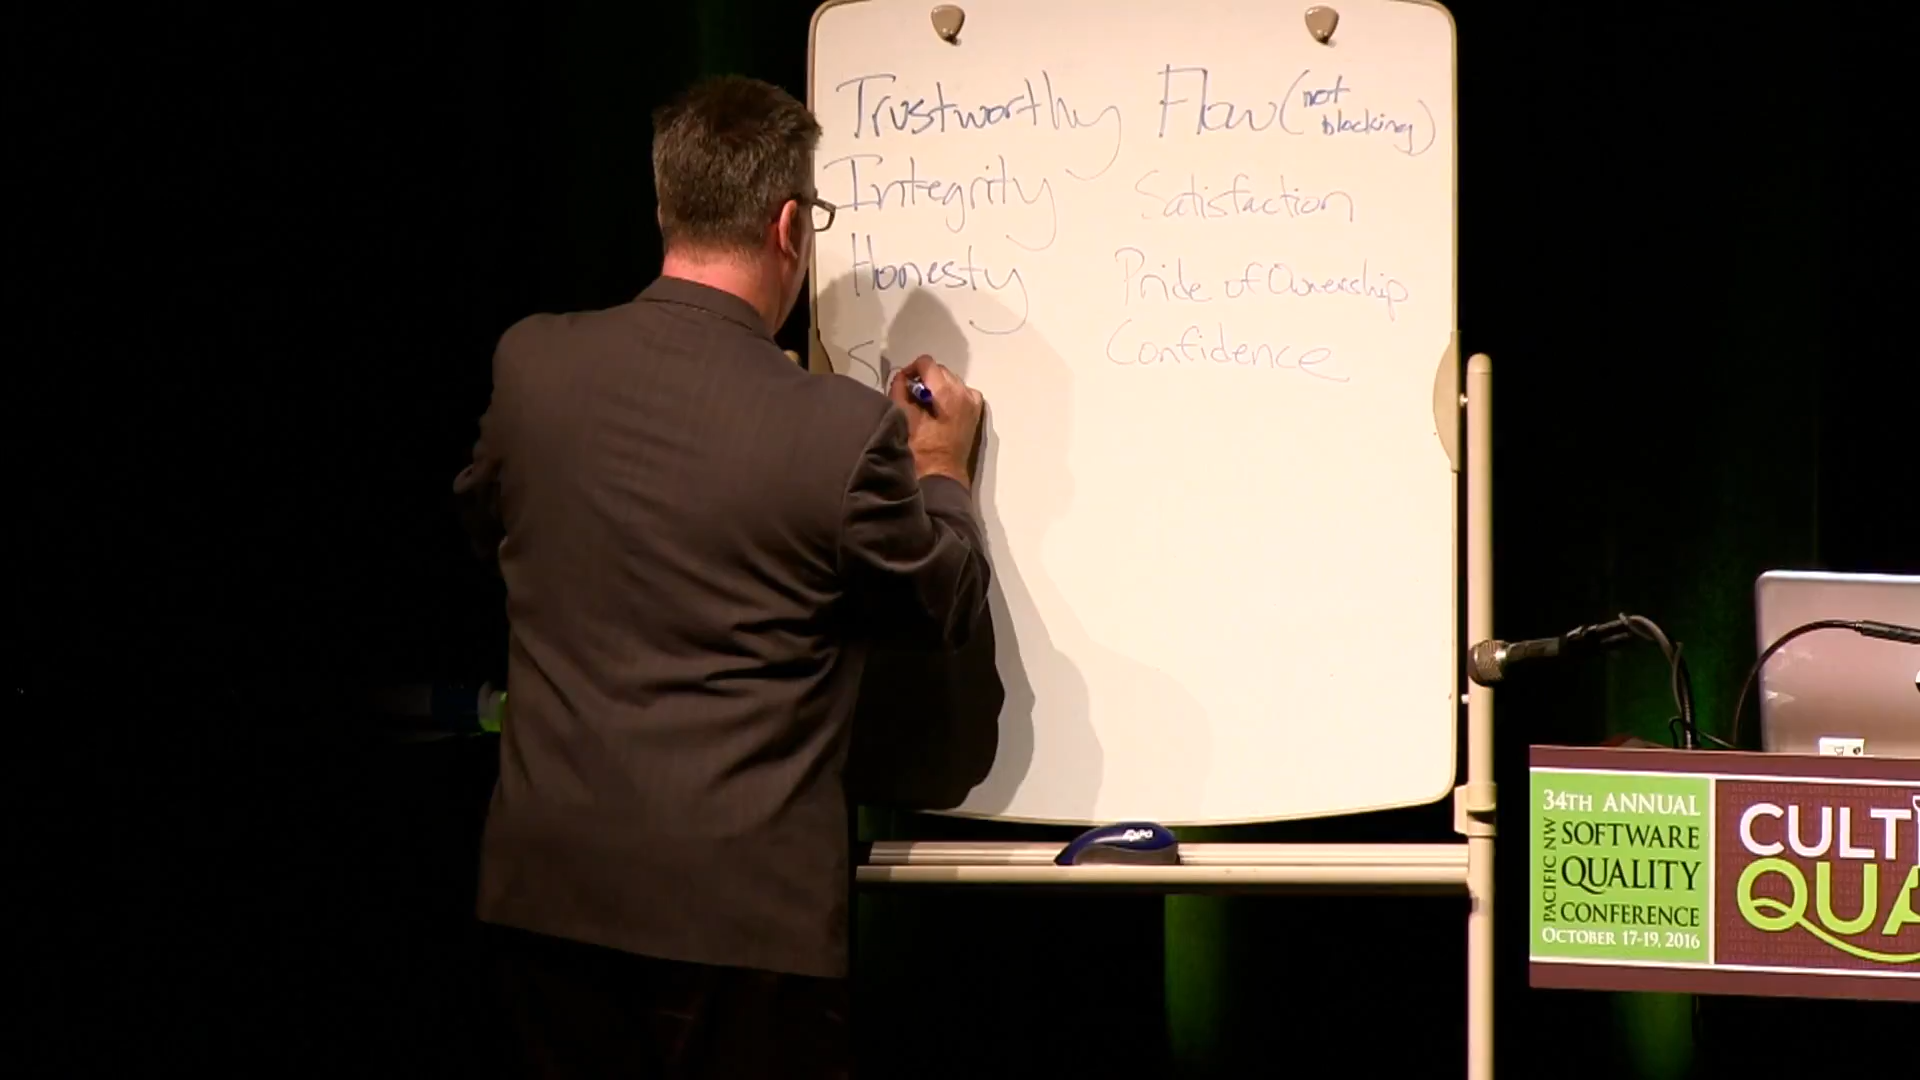 Trustworthy Flow (not blocking)
Integrity Satisfaction
Honesty Pride of Ownership
Confidence
EXPO
34TH ANNUAL
PACIFIC NW
SOFTWARE
QUALITY
CONFERENCE
OCTOBER 17-19, 2016
CULT
QUA